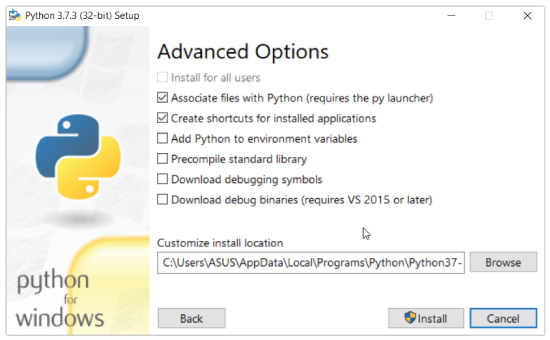 Python 3.7.3 (32-bit) Setup
Advanced Options
Install for all users
Associate files with Python (requires the py launcher)
Create shortcuts for installed applications
Add Python to environment variables
Precompile standard library
Download debugging symbols
Download debug binaries (requires VS 2015 or later)
Customize install location
C:\Users\ASUS\AppData\Local\Programs\Python\Python37-
Browse
python
for
windows
Back
Install
Cancel